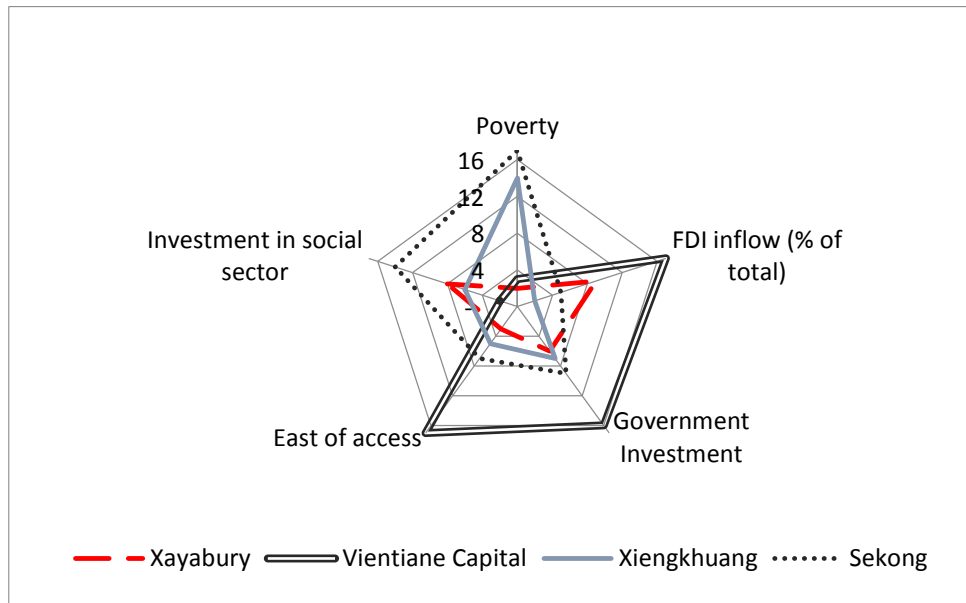 Poverty
16
12
8
4
-
FDI inflow (% of
total)
Government
Investment
East of access
Investment in social
sector
Xayabury
Vientiane Capital
Xiengkhuang
Sekong